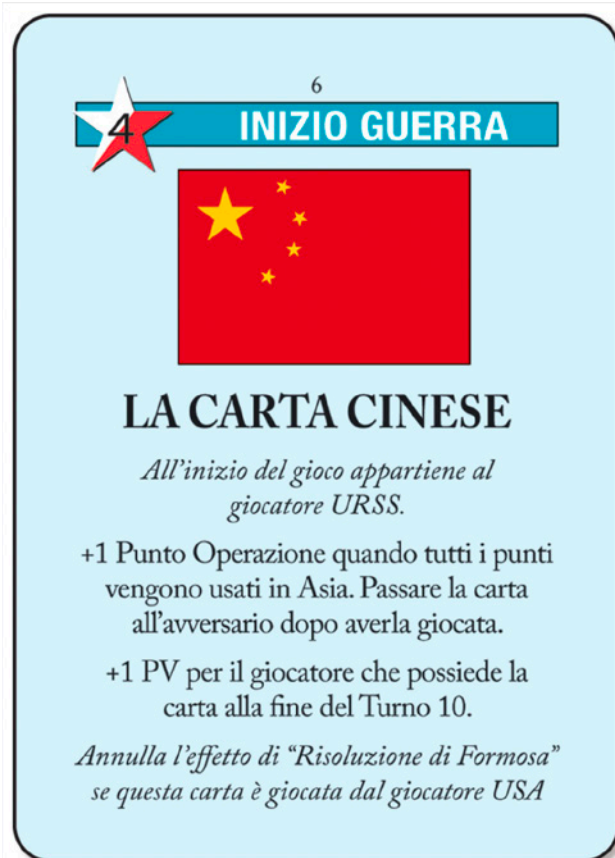 6
4
INIZIO GUERRA
LA CARTA CINESE
All'inizio del gioco appartiene al
giocatore URSS.
+1 Punto Operazione quando tutti i punti
vengono usati in Asia. Passare la carta
all'avversario dopo averla giocata.
+1 PV per il giocatore che possiede la
carta alla fine del Turno 10.
Annulla l'effetto di “Risoluzione di Formosa”
se questa carta è giocata dal giocatore USA